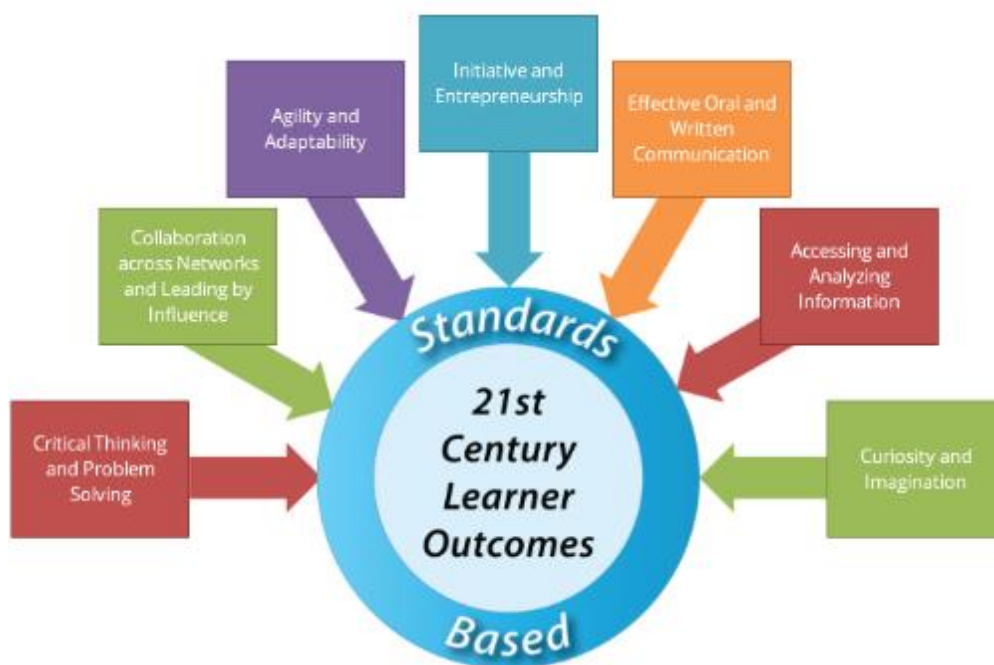 Initiative and
Entrepreneurship
Agility and
Adaptability
Effective Oral and
Written
Communication
Collaboration
across Networks
and Leading by
Influence
Accessing and
Analyzing
Information
Critical Thinking
and Problem
Solving
Curiosity and
Imagination
Standards
21st
Century
Learner
Outcomes
Based